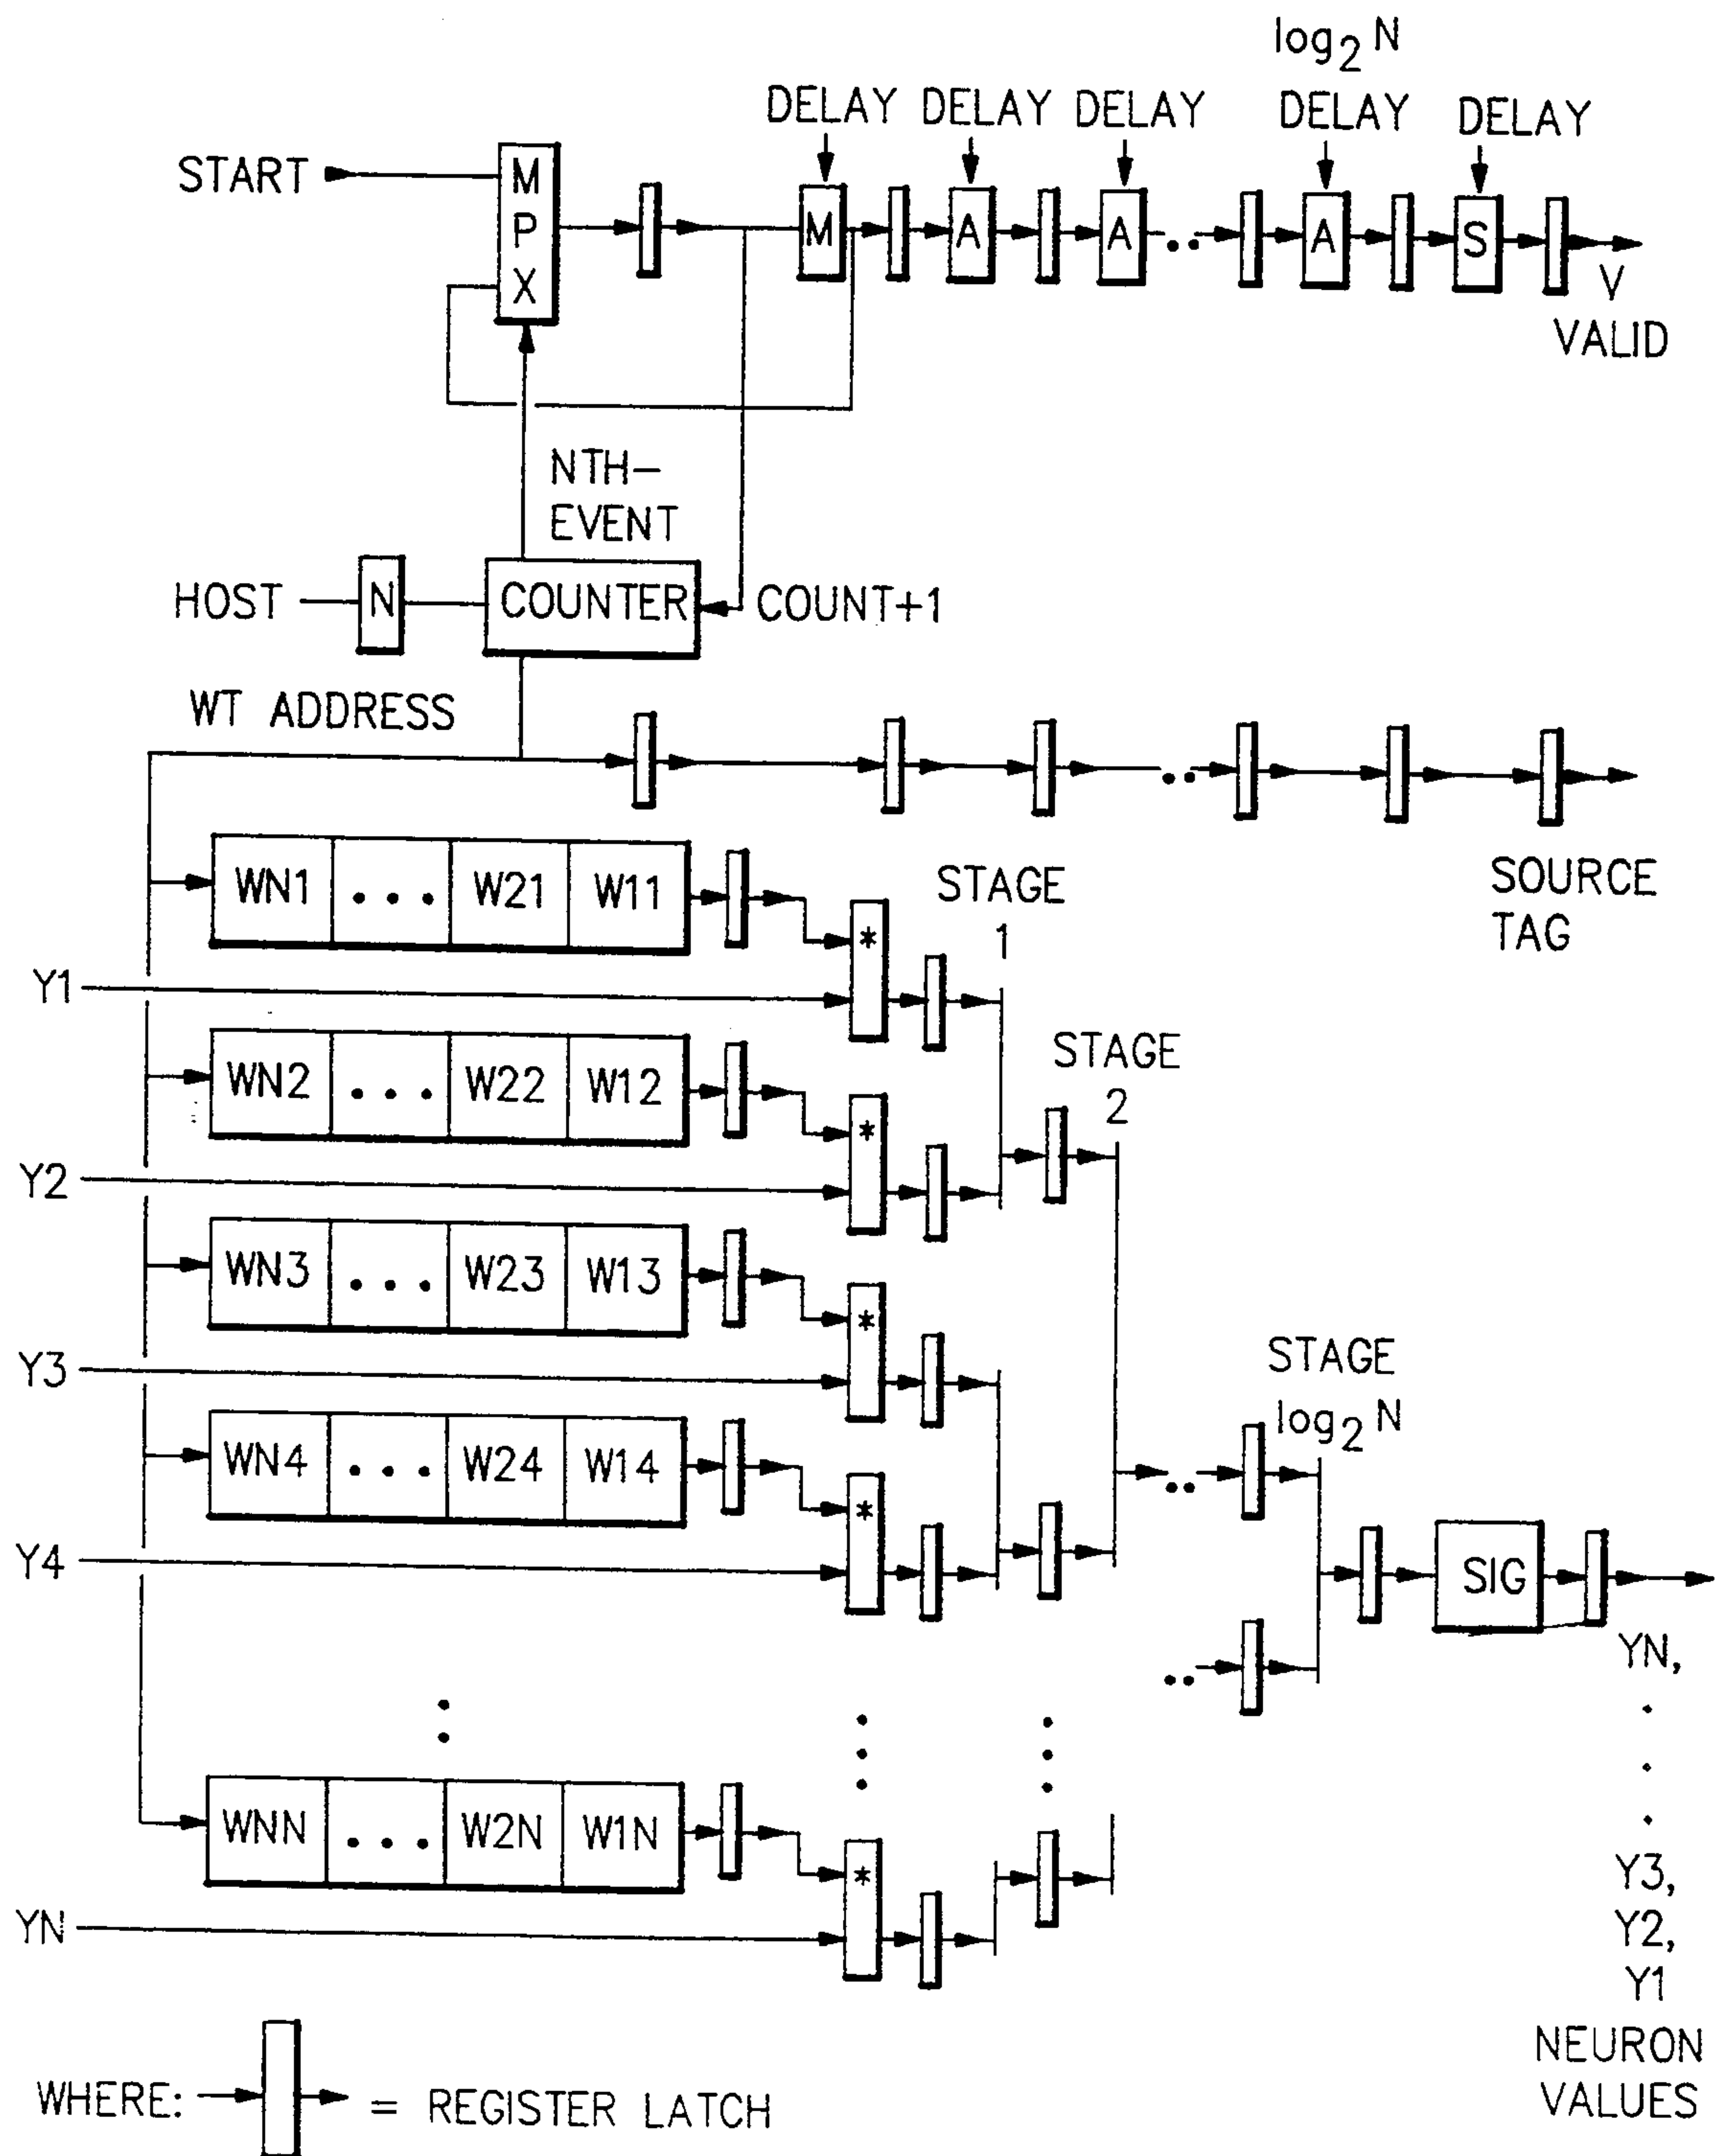 log2 N
DELAY DELAY DELAY DELAY DELAY
START
M
P
X
M A A A S
V
VALID
NTH-
EVENT
HOST N COUNTER COUNT+1
WT ADDRESS
SOURCE
TAG
WN1 ... W21 W11
STAGE
1
*
Y1
WN2 ... W22 W12
STAGE
2
*
Y2
WN3 ... W23 W13
*
Y3
STAGE
log2 N
WN4 ... W24 W14
*
Y4
SIG
YN,
.
.
.
Y3,
Y2,
Y1
NEURON
VALUES
WNN ... W2N W1N
*
YN
WHERE: = REGISTER LATCH